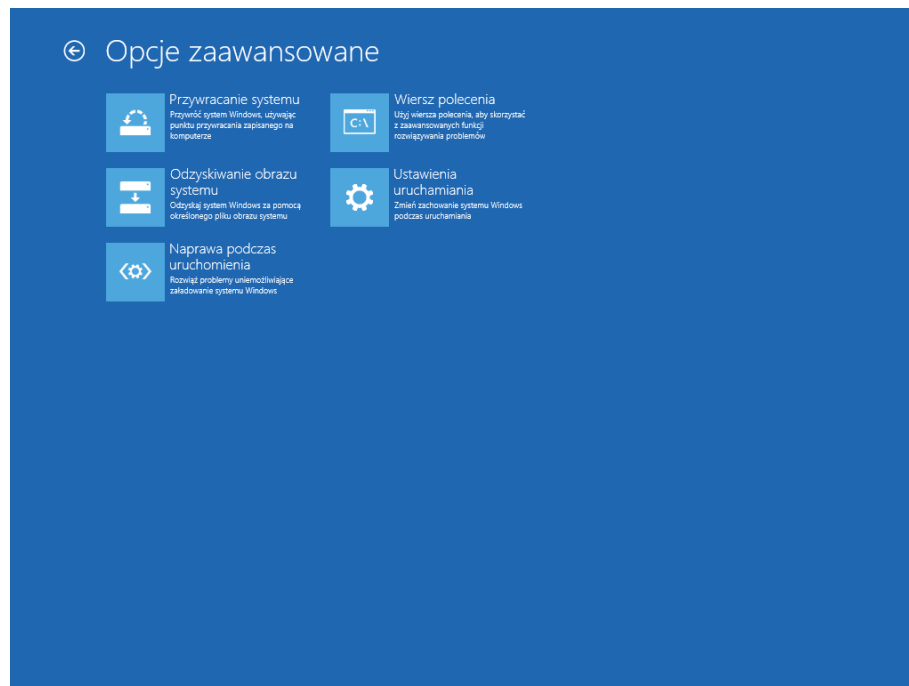 Opcje zaawansowane
Przywracanie systemu
Przywróć system Windows, używając
punktu przywracania zapisanego na
komputerze
Odzyskiwanie obrazu
systemu
Odzyskaj system Windows za pomocą
określonego pliku obrazu systemu
Naprawa podczas
uruchomienia
Rozwiąż problemy uniemożliwiające
załadowanie systemu Windows
C:\
Wiersz polecenia
Użyj wiersza polecenia, aby skorzystać
z zaawansowanych funkcji
rozwiązywania problemów
Ustawienia
uruchamiania
Zmień zachowanie systemu Windows
podczas uruchamiania